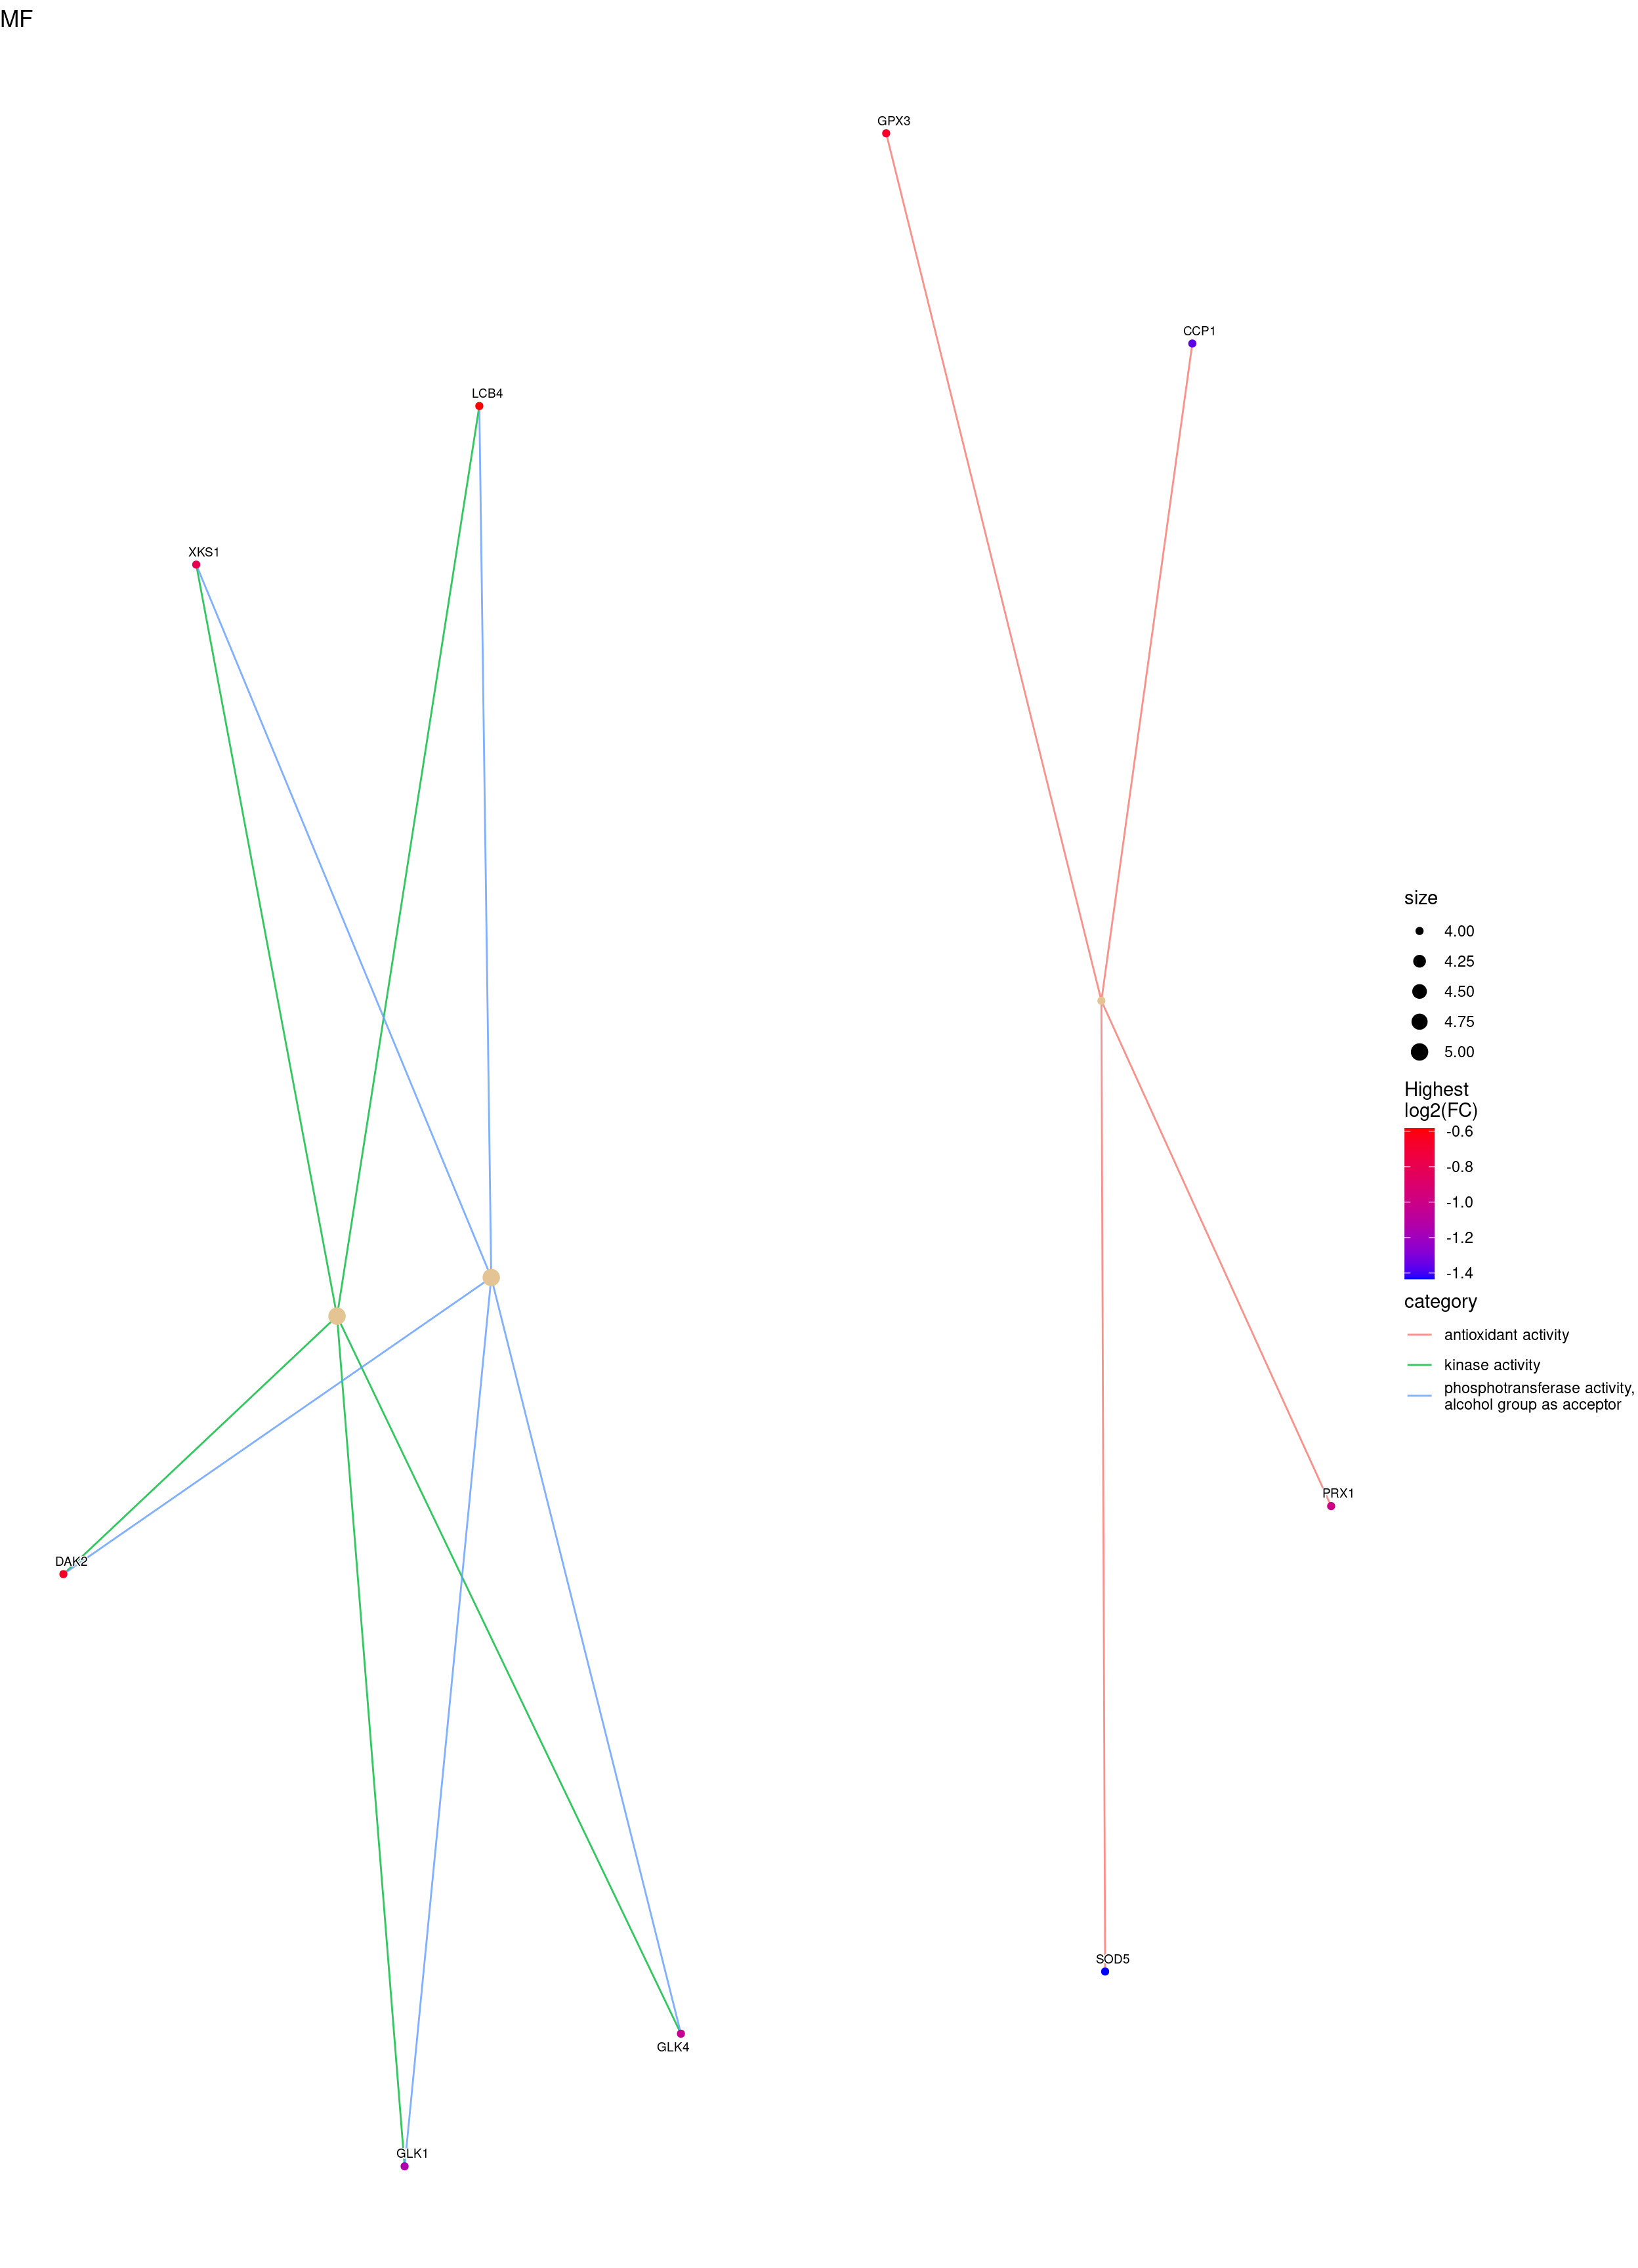 MF
GPX3
CCP1
LCB4
XKS1
size
4.00
4.25
4.50
4.75
5.00
Highest
log2(FC)
-0.6
-0.8
-1.0
-1.2
-1.4
category
antioxidant activity
kinase activity
phosphotransferase activity,
alcohol group as acceptor
PRX1
DAK2
SOD5
GLK4
GLK1